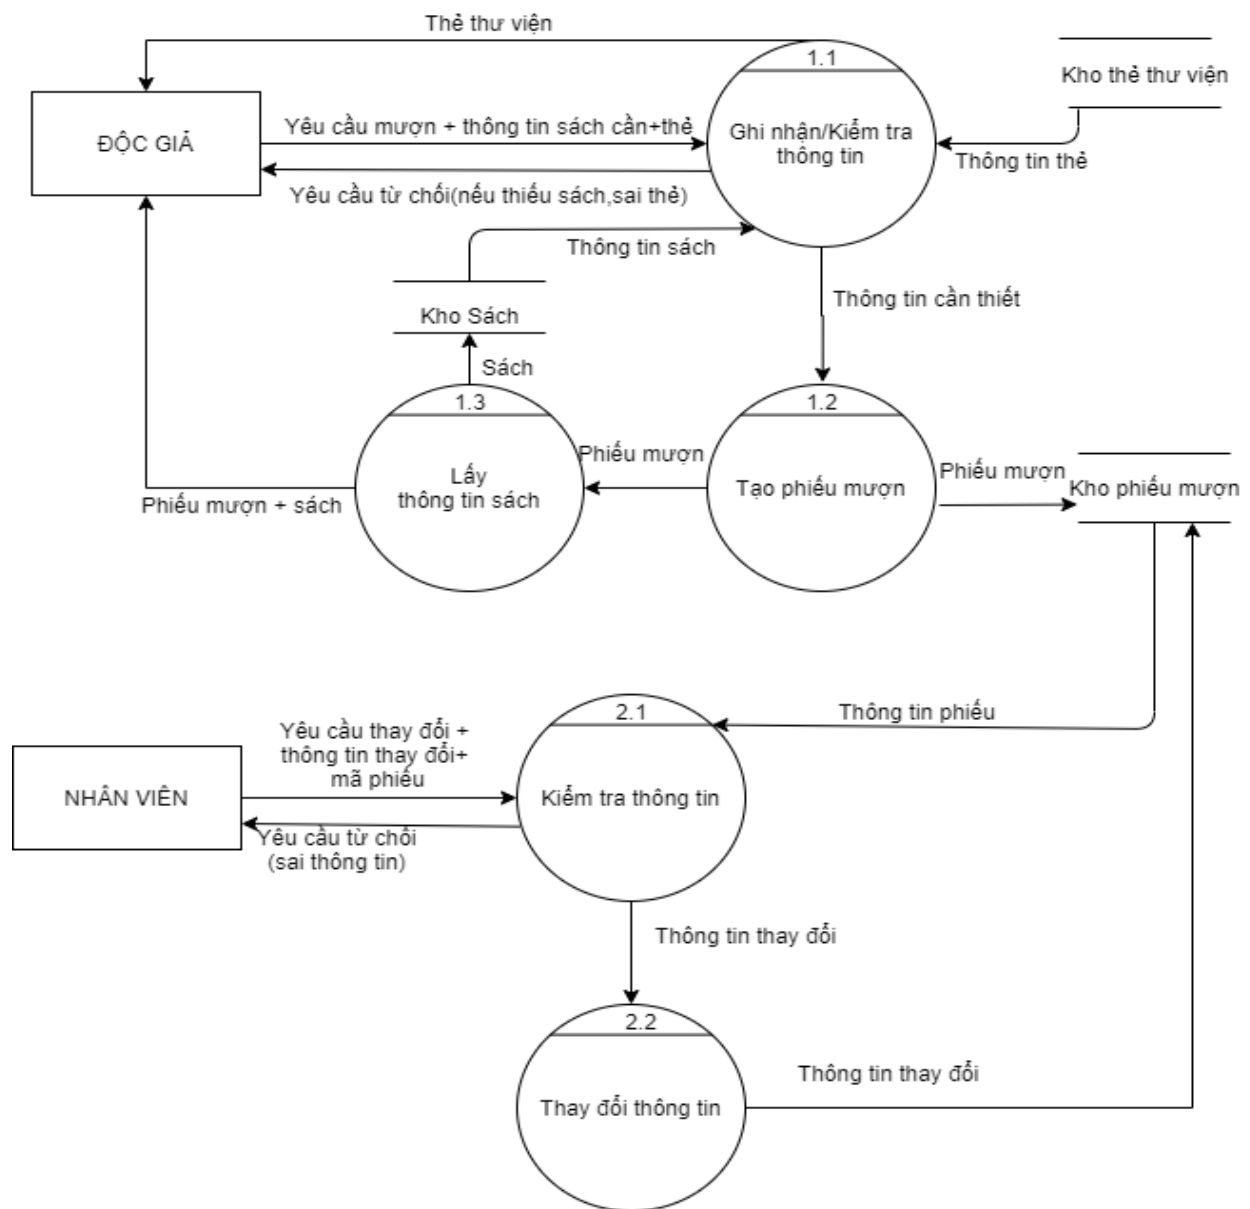 Thẻ thư viện
1.1
Kho thẻ thư viện
ĐỘC GIẢ
Yêu cầu mượn + thông tin sách cần+thẻ
Ghi nhận/Kiểm tra
thông tin
Thông tin thẻ
Yêu cầu từ chối(nếu thiếu sách,sai thẻ)
Thông tin sách
Thông tin cần thiết
Kho Sách
Sách
1.3
1.2
Phiếu mượn
Phiếu mượn
Lấy
thông tin sách
Tạo phiếu mượn
Kho phiếu mượn
Phiếu mượn + sách
2.1
Thông tin phiếu
Yêu cầu thay đổi +
thông tin thay đổi+
mã phiếu
NHÂN VIÊN
Kiểm tra thông tin
Yêu cầu từ chối
(sai thông tin)
Thông tin thay đổi
2.2
Thông tin thay đổi
Thay đổi thông tin